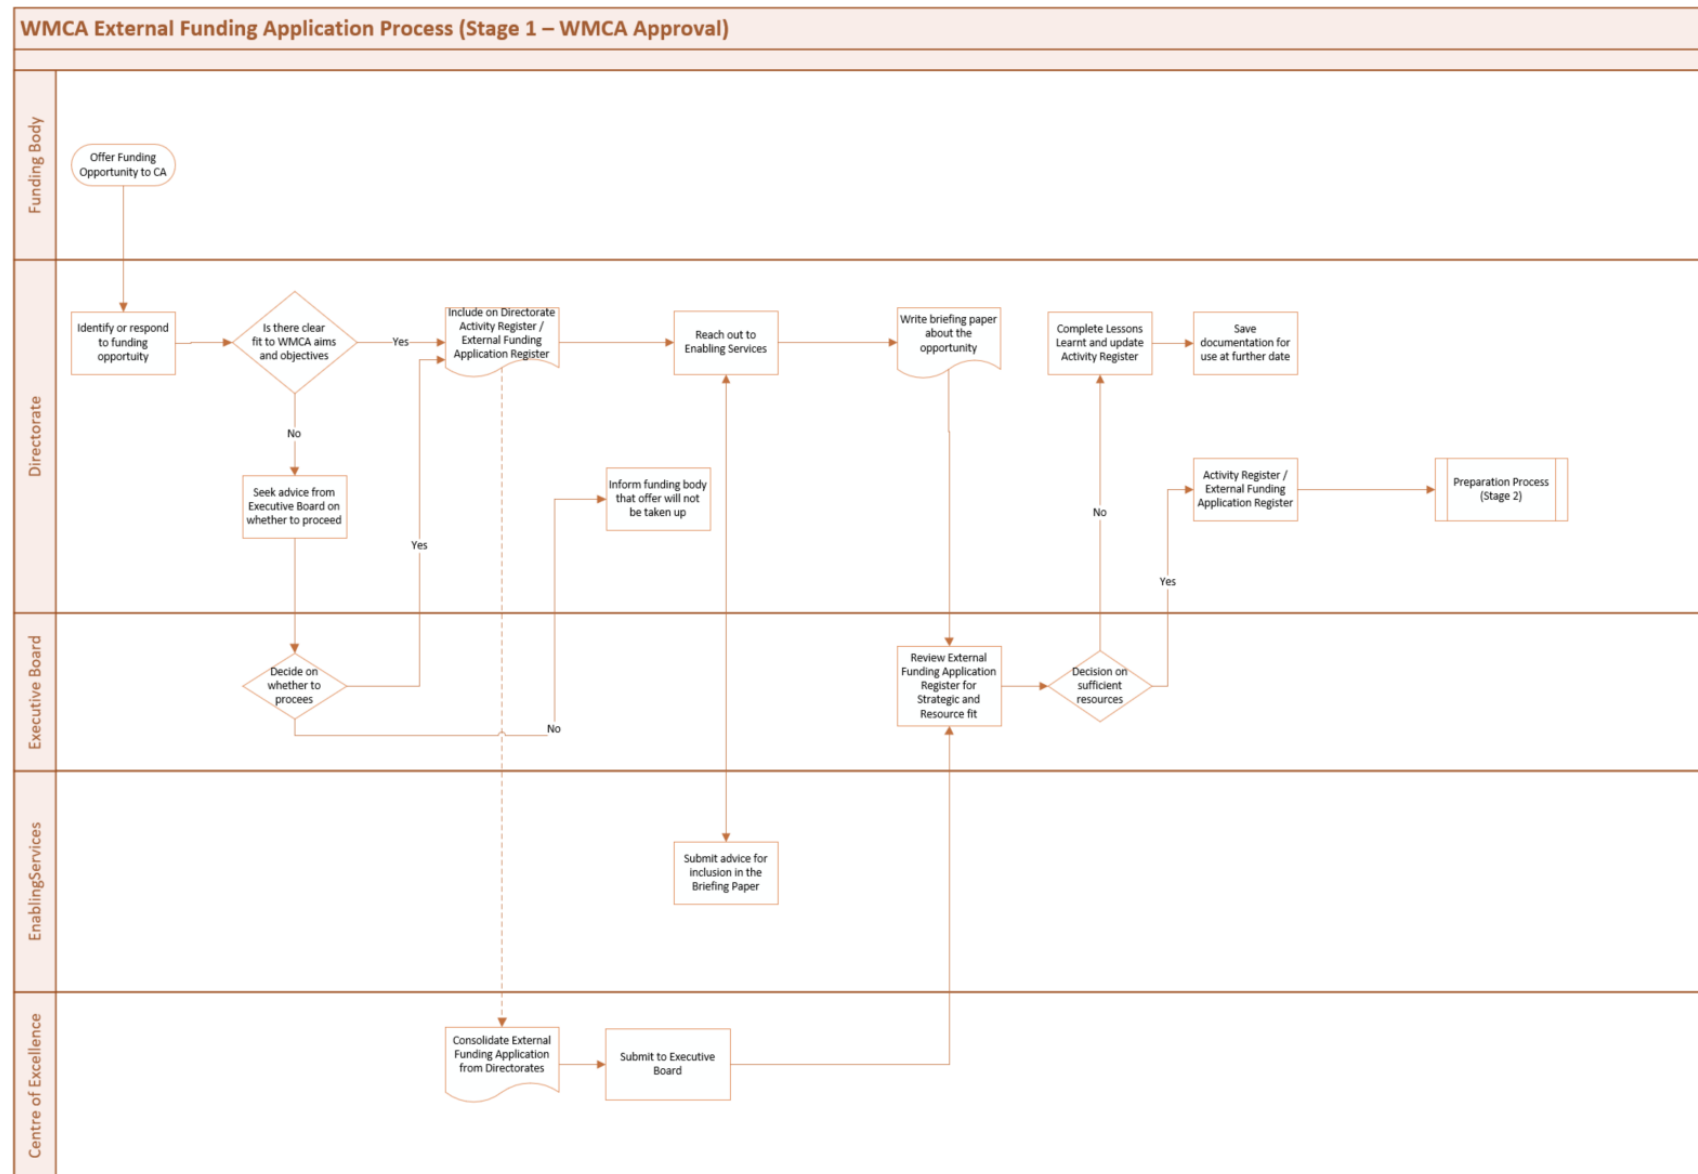 WMCA External Funding Application Process (Stage 1 – WMCA Approval)
Funding Body
Offer Funding
Opportunity to CA
Directorate
Identify or respond
to funding
opportuity
Is there clear
fit to WMCA aims
and objectives
Yes
No
Include on Directorate
Activity Register /
External Funding
Application Register
Reach out to
Enabling Services
Write briefing paper
about the
opportunity
Complete Lessons
Learnt and update
Activity Register
Save
documentation for
use at further date
Seek advice from
Executive Board on
whether to proceed
Yes
Inform funding body
that offer will not
be taken up
No
Activity Register /
External Funding
Application Register
Preparation Process
(Stage 2)
Yes
Executive Board
Decide on
whether to
procees
No
Review External
Funding Application
Register for
Strategic and
Resource fit
Decision on
sufficient
resources
EnablingServices
Submit advice for
inclusion in the
Briefing Paper
Centre of Excellence
Consolidate External
Funding Application
from Directorates
Submit to Executive
Board